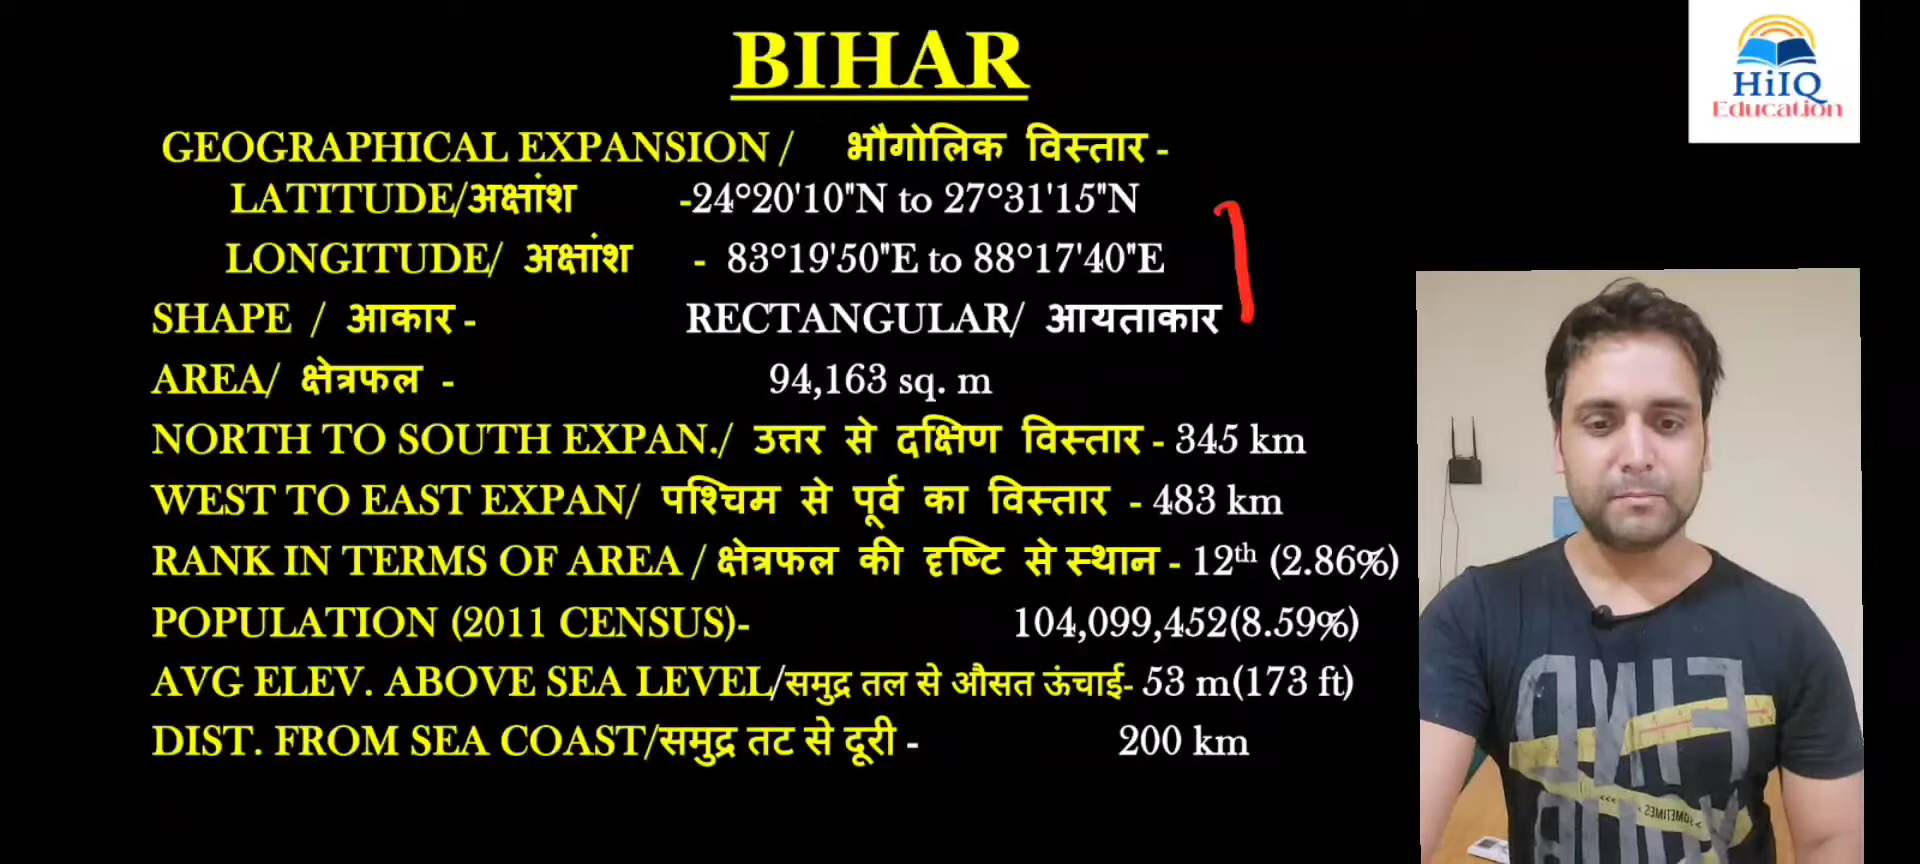 BIHAR
HiIQ
Education
GEOGRAPHICAL EXPANSION / भौगोलिक विस्तार -
LATITUDE/अक्षांश -24°20'10"N to 27°31'15"N
LONGITUDE/ अक्षांश - 83°19'50"E to 88°17'40"E
SHAPE / आकार - RECTANGULAR/ आयताकार
AREA/ क्षेत्रफल - 94,163 sq. m
NORTH TO SOUTH EXPAN./ उत्तर से दक्षिण विस्तार - 345 km
WEST TO EAST EXPAN/ पश्चिम से पूर्व का विस्तार - 483 km
RANK IN TERMS OF AREA / क्षेत्रफल की दृष्टि से स्थान - 12th (2.86%)
POPULATION (2011 CENSUS)- 104,099,452(8.59%)
AVG ELEV. ABOVE SEA LEVEL/समुद्र तल से औसत ऊंचाई- 53 m(173 ft)
DIST. FROM SEA COAST/समुद्र तट से दूरी - 200 km
FIND
SOMETIMES